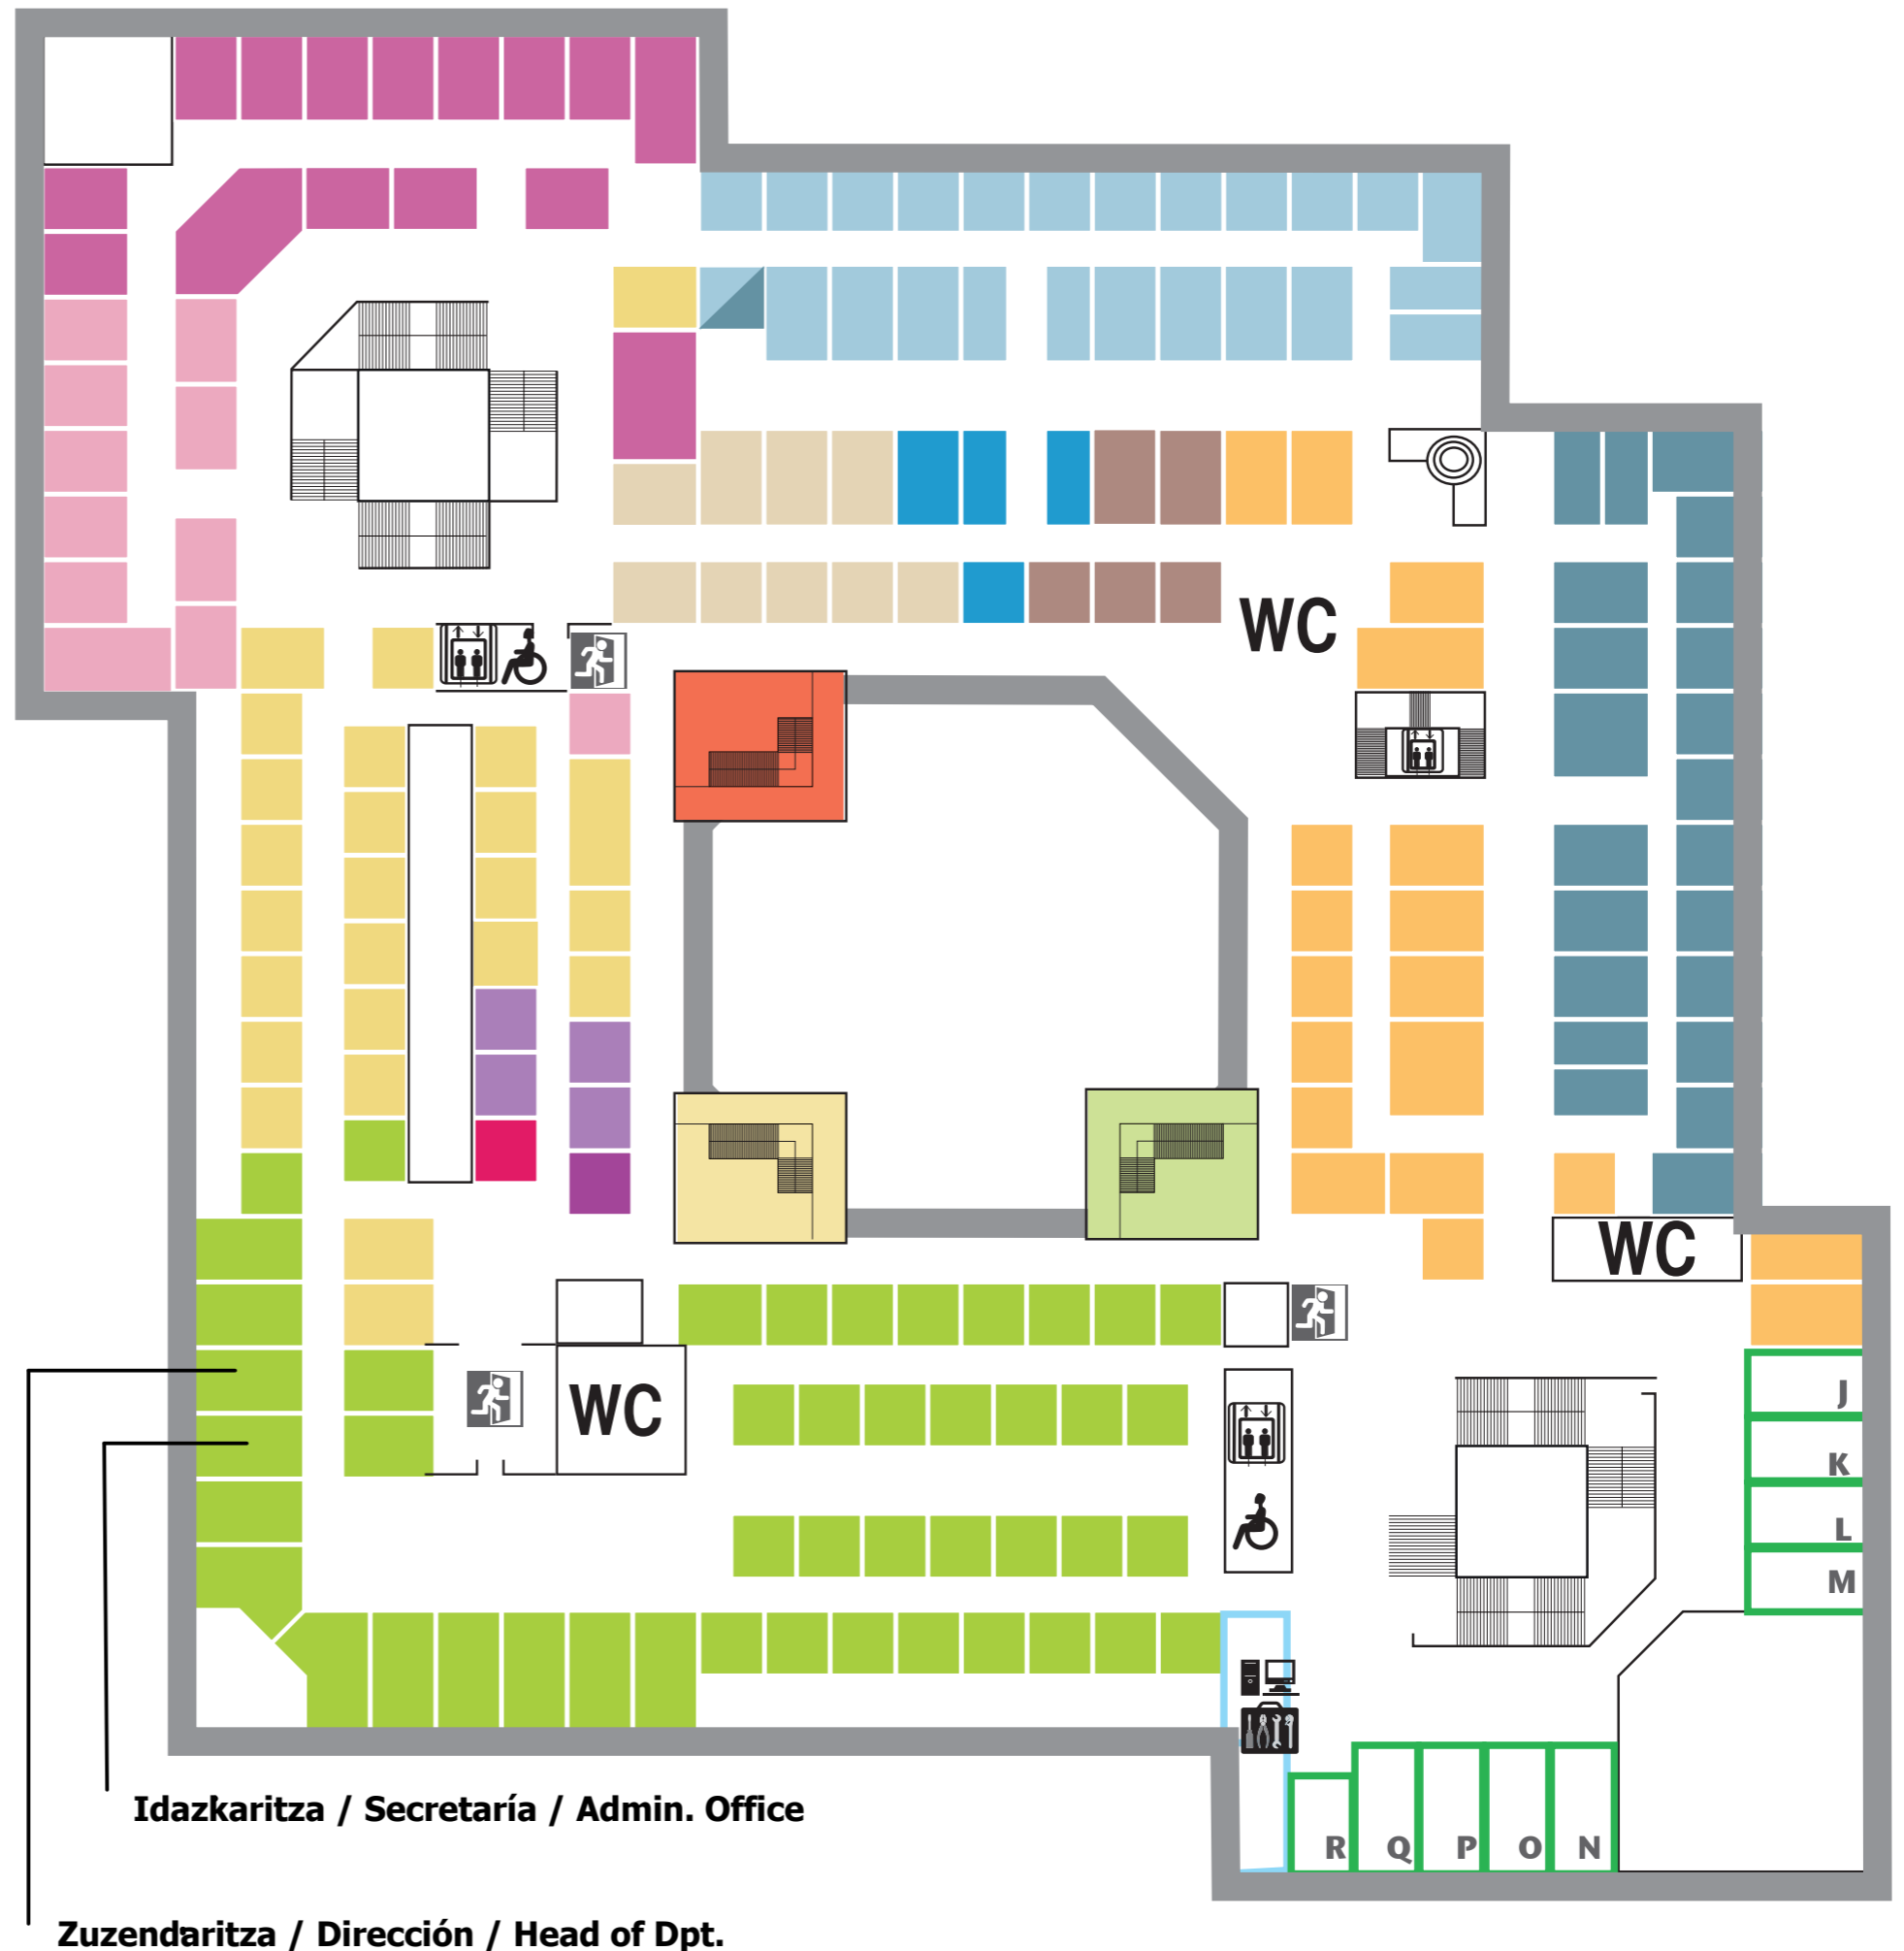 WC
WC
WC
J
K
L
M
R
Q
P
O
N
Idazkaritza / Secretaría / Admin. Office
Zuzendaritza / Dirección / Head of Dpt.